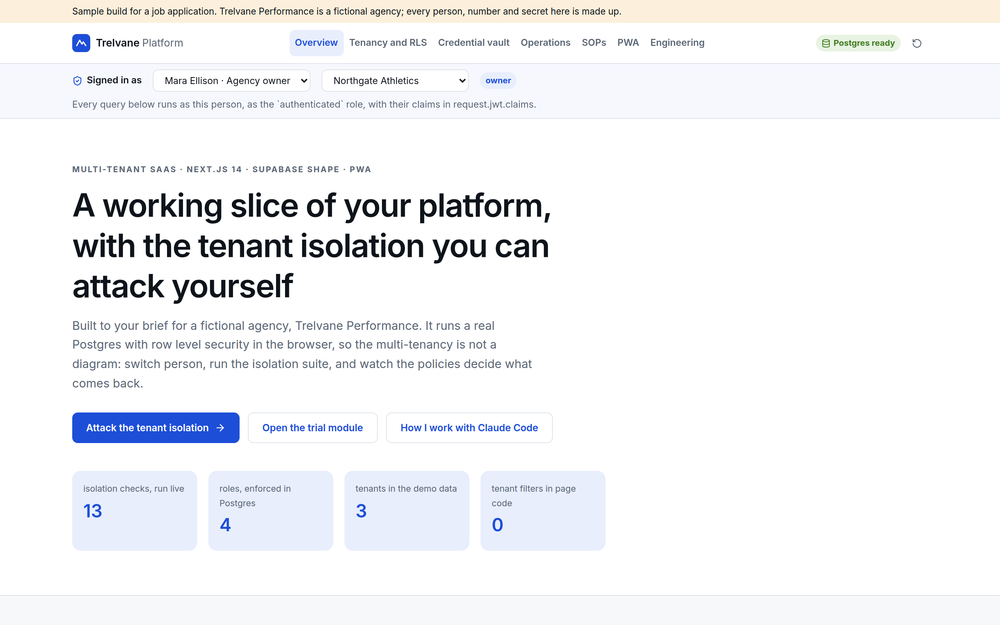 Sample build for a job application. Trelvane Performance is a fictional agency; every person, number and secret here is made up.
Trelvane Platform
Overview
Tenancy and RLS
Credential vault
Operations
SOPs
PWA
Engineering
Postgres ready
Signed in as
Mara Ellison · Agency owner
Northgate Athletics
owner
Every query below runs as this person, as the `authenticated` role, with their claims in request.jwt.claims.
MULTI-TENANT SAAS · NEXT.JS 14 · SUPABASE SHAPE · PWA
A working slice of your platform,
with the tenant isolation you can
attack yourself
Built to your brief for a fictional agency, Trelvane Performance. It runs a real
Postgres with row level security in the browser, so the multi-tenancy is not a
diagram: switch person, run the isolation suite, and watch the policies decide what
comes back.
Attack the tenant isolation
Open the trial module
How I work with Claude Code
isolation checks, run live
13
roles, enforced in
Postgres
4
tenants in the demo data
3
tenant filters in page
code
0